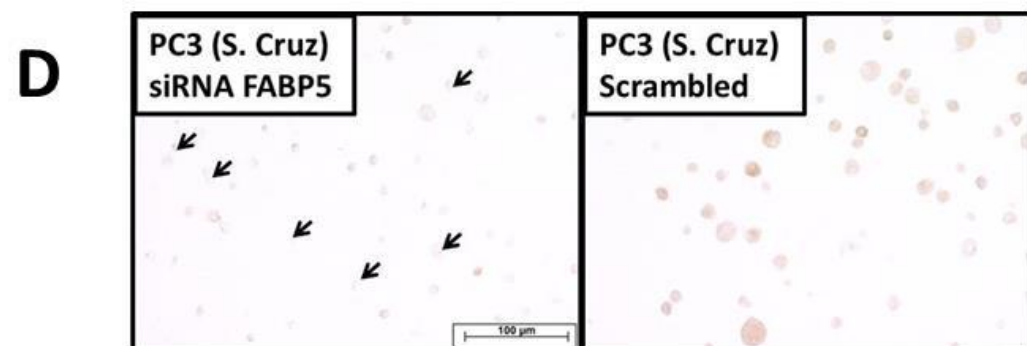 D
PC3 (S. Cruz)
siRNA FABP5
PC3 (S. Cruz)
Scrambled
100 µm